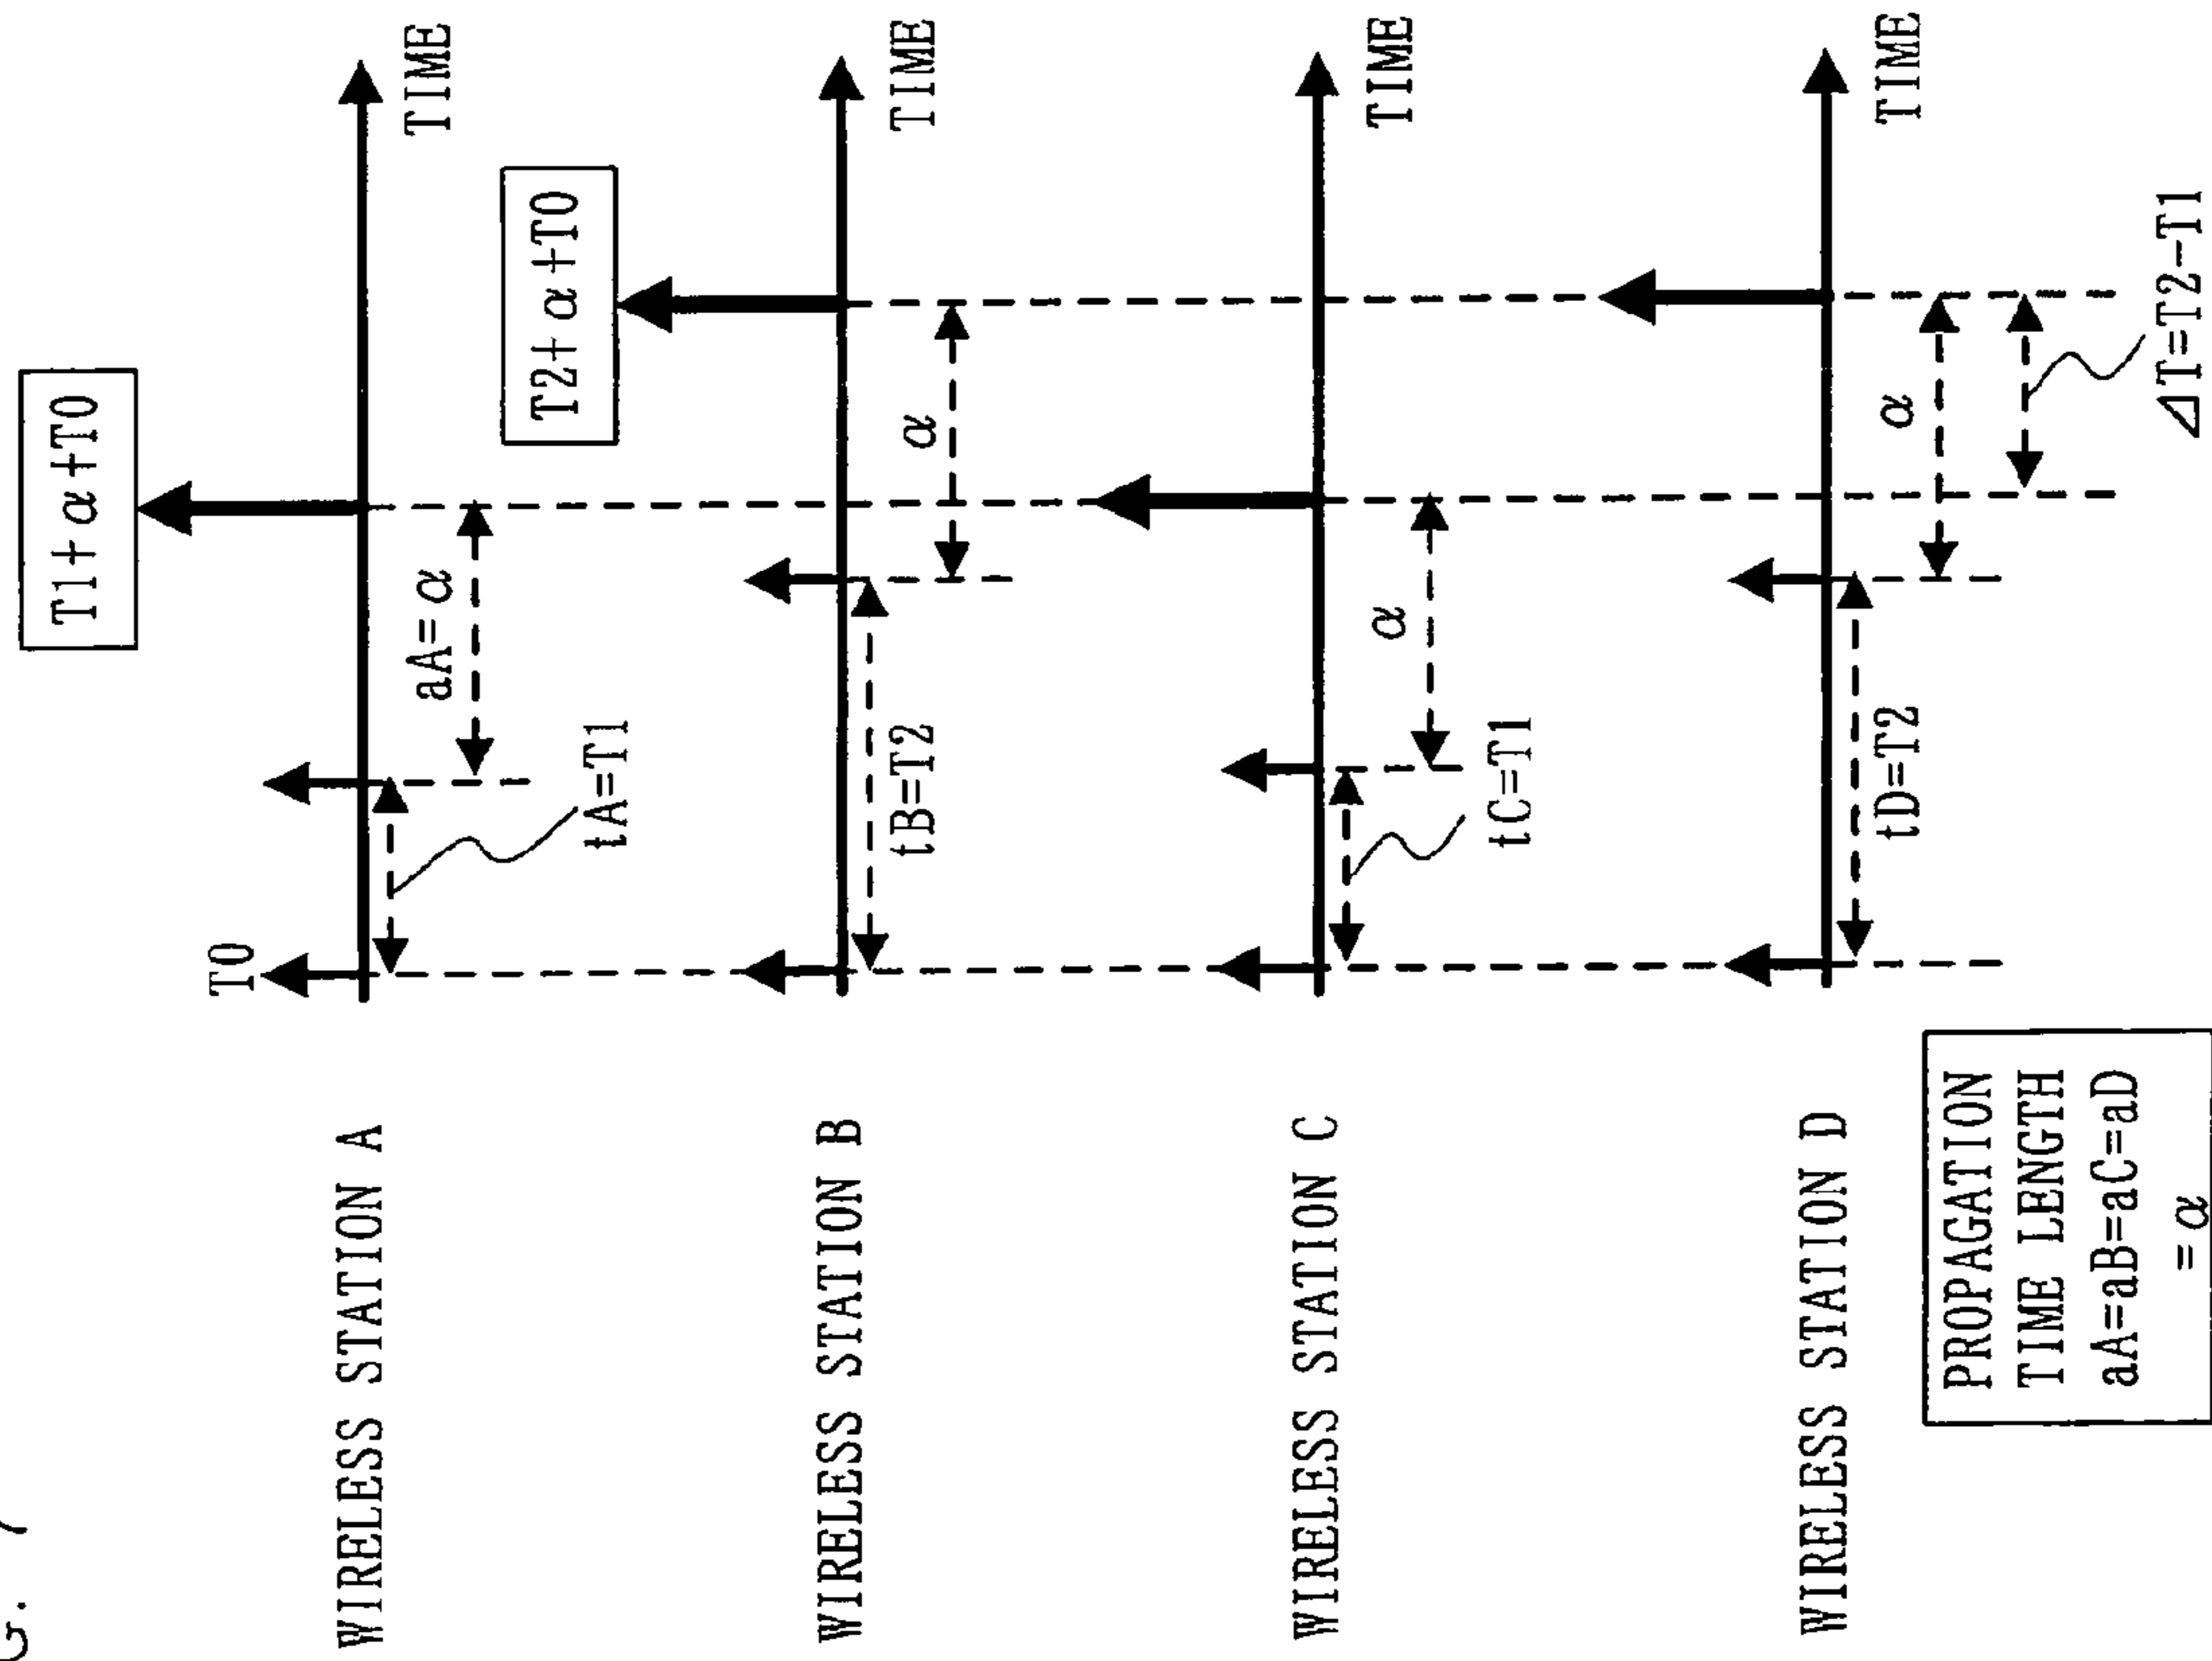 G. 7
T0
T1+α+T0
WIRELESS STATION A
aA=α
TIME
tA=T1
T2+α+T0
WIRELESS STATION B
tB=T2
α
TIME
WIRELESS STATION C
α
TIME
tC=T1
WIRELESS STATION D
tD=T2
α
TIME
ΔT=T2-T1
PROPAGATION
TIME LENGTH
aA=aB=aC=aD
=α